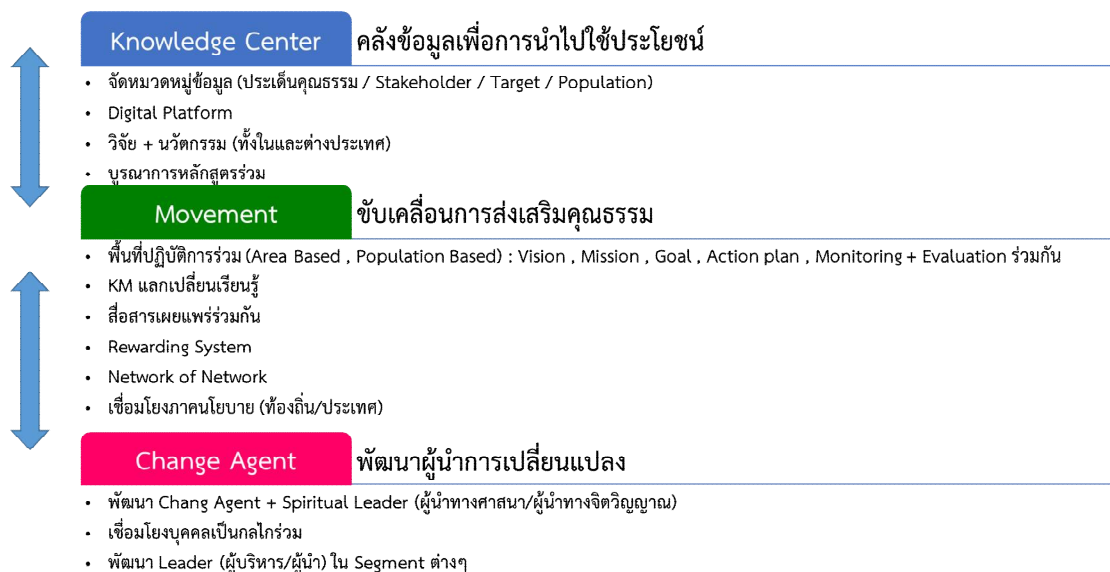 Knowledge Center คลังข้อมูลเพื่อการนำไปใช้ประโยชน์
• จัดหมวดหมู่ข้อมูล (ประเด็นคุณธรรม / Stakeholder / Target / Population)
• Digital Platform
• วิจัย + นวัตกรรม (ทั้งในและต่างประเทศ)
• บูรณาการหลักสูตรร่วม
Movement ขับเคลื่อนการส่งเสริมคุณธรรม
• พื้นที่ปฏิบัติการร่วม (Area Based , Population Based) : Vision , Mission , Goal , Action plan , Monitoring + Evaluation ร่วมกัน
• KM แลกเปลี่ยนเรียนรู้
• สื่อสารเผยแพร่ร่วมกัน
• Rewarding System
• Network of Network
• เชื่อมโยงภาคนโยบาย (ท้องถิ่น/ประเทศ)
Change Agent พัฒนาผู้นำการเปลี่ยนแปลง
• พัฒนา Chang Agent + Spiritual Leader (ผู้นำทางศาสนา/ผู้นำทางจิตวิญญาณ)
• เชื่อมโยงบุคคลเป็นกลไกร่วม
• พัฒนา Leader (ผู้บริหาร/ผู้นำ) ใน Segment ต่างๆ